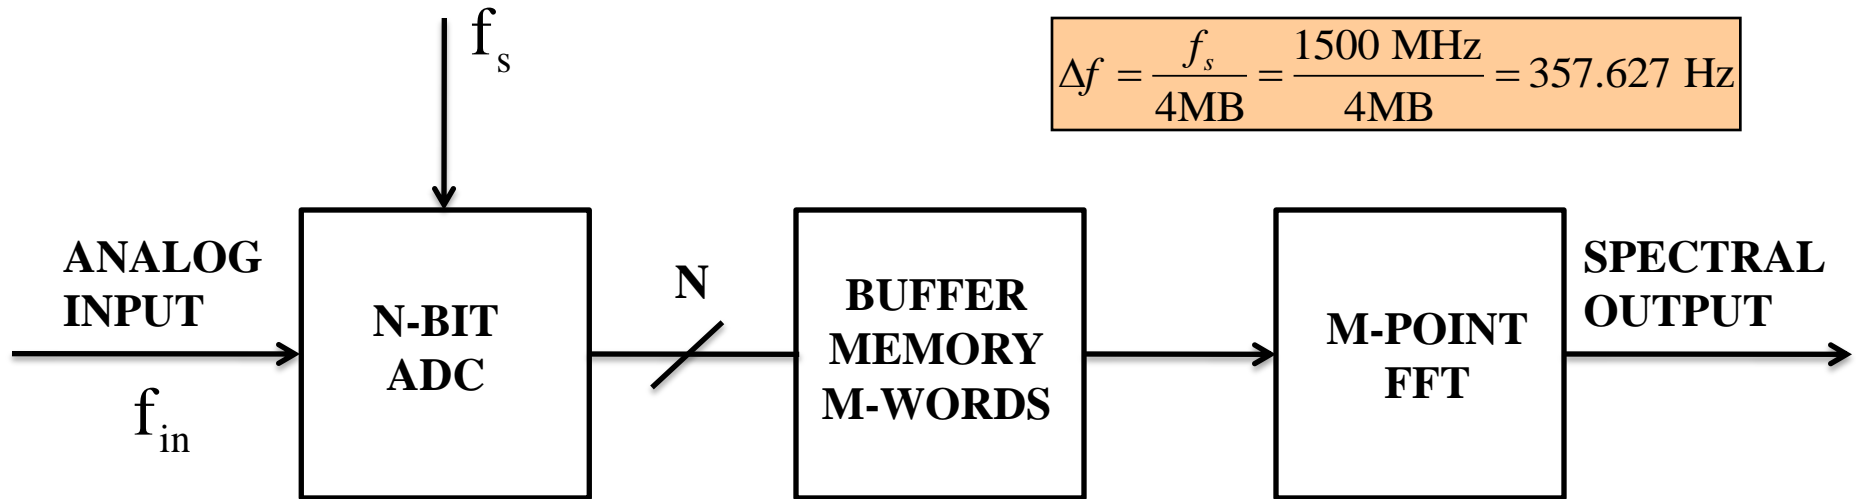 f_s
Δf = f_s / 4MB = 1500 MHz / 4MB = 357.627 Hz
ANALOG
INPUT
f_in
N-BIT
ADC
N
BUFFER
MEMORY
M-WORDS
M-POINT
FFT
SPECTRAL
OUTPUT